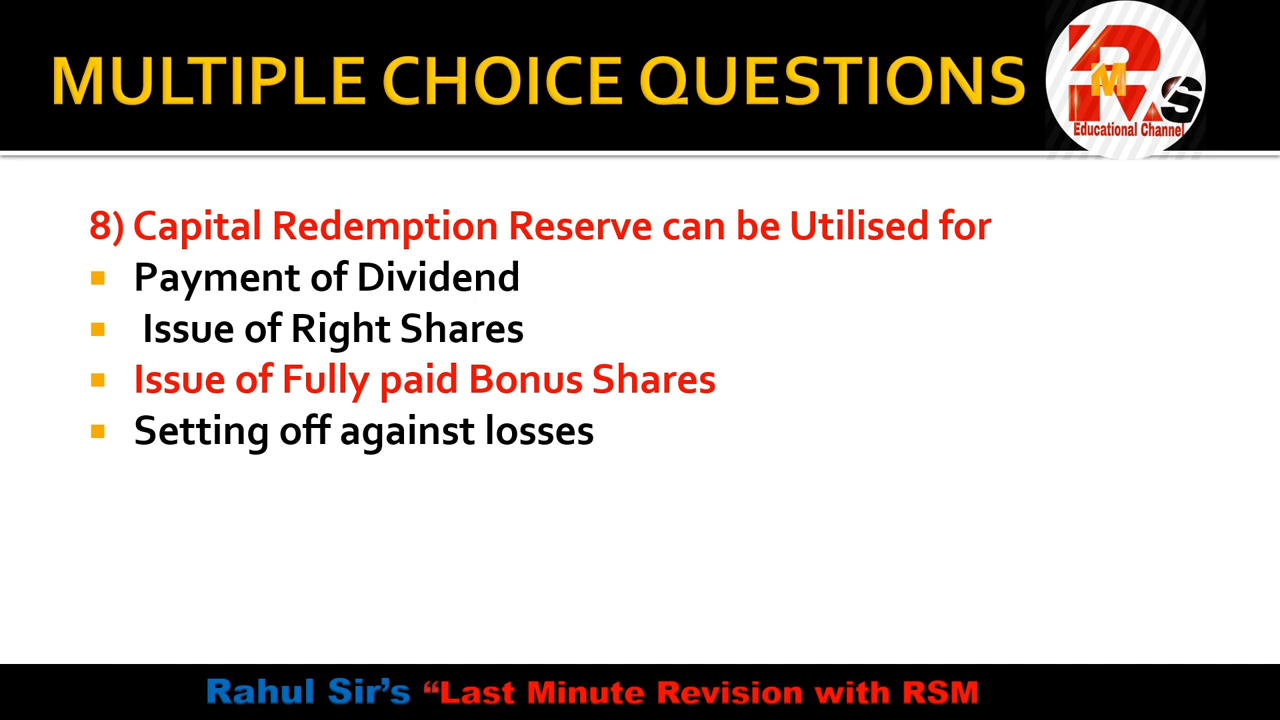 MULTIPLE CHOICE QUESTIONS
RMS
Educational Channel
8) Capital Redemption Reserve can be Utilised for
Payment of Dividend
Issue of Right Shares
Issue of Fully paid Bonus Shares
Setting off against losses
Rahul Sir's “Last Minute Revision with RSM